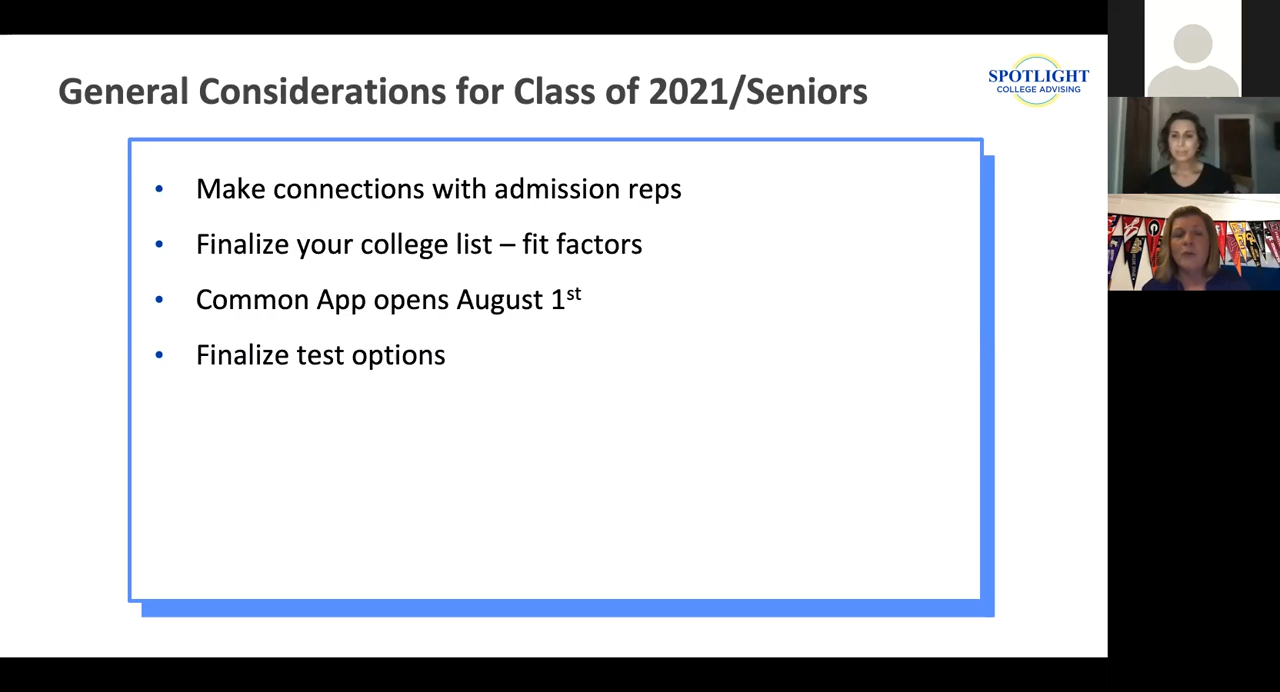 General Considerations for Class of 2021/Seniors
SPOTLIGHT
COLLEGE ADVISING
• Make connections with admission reps
• Finalize your college list – fit factors
• Common App opens August 1st
• Finalize test options